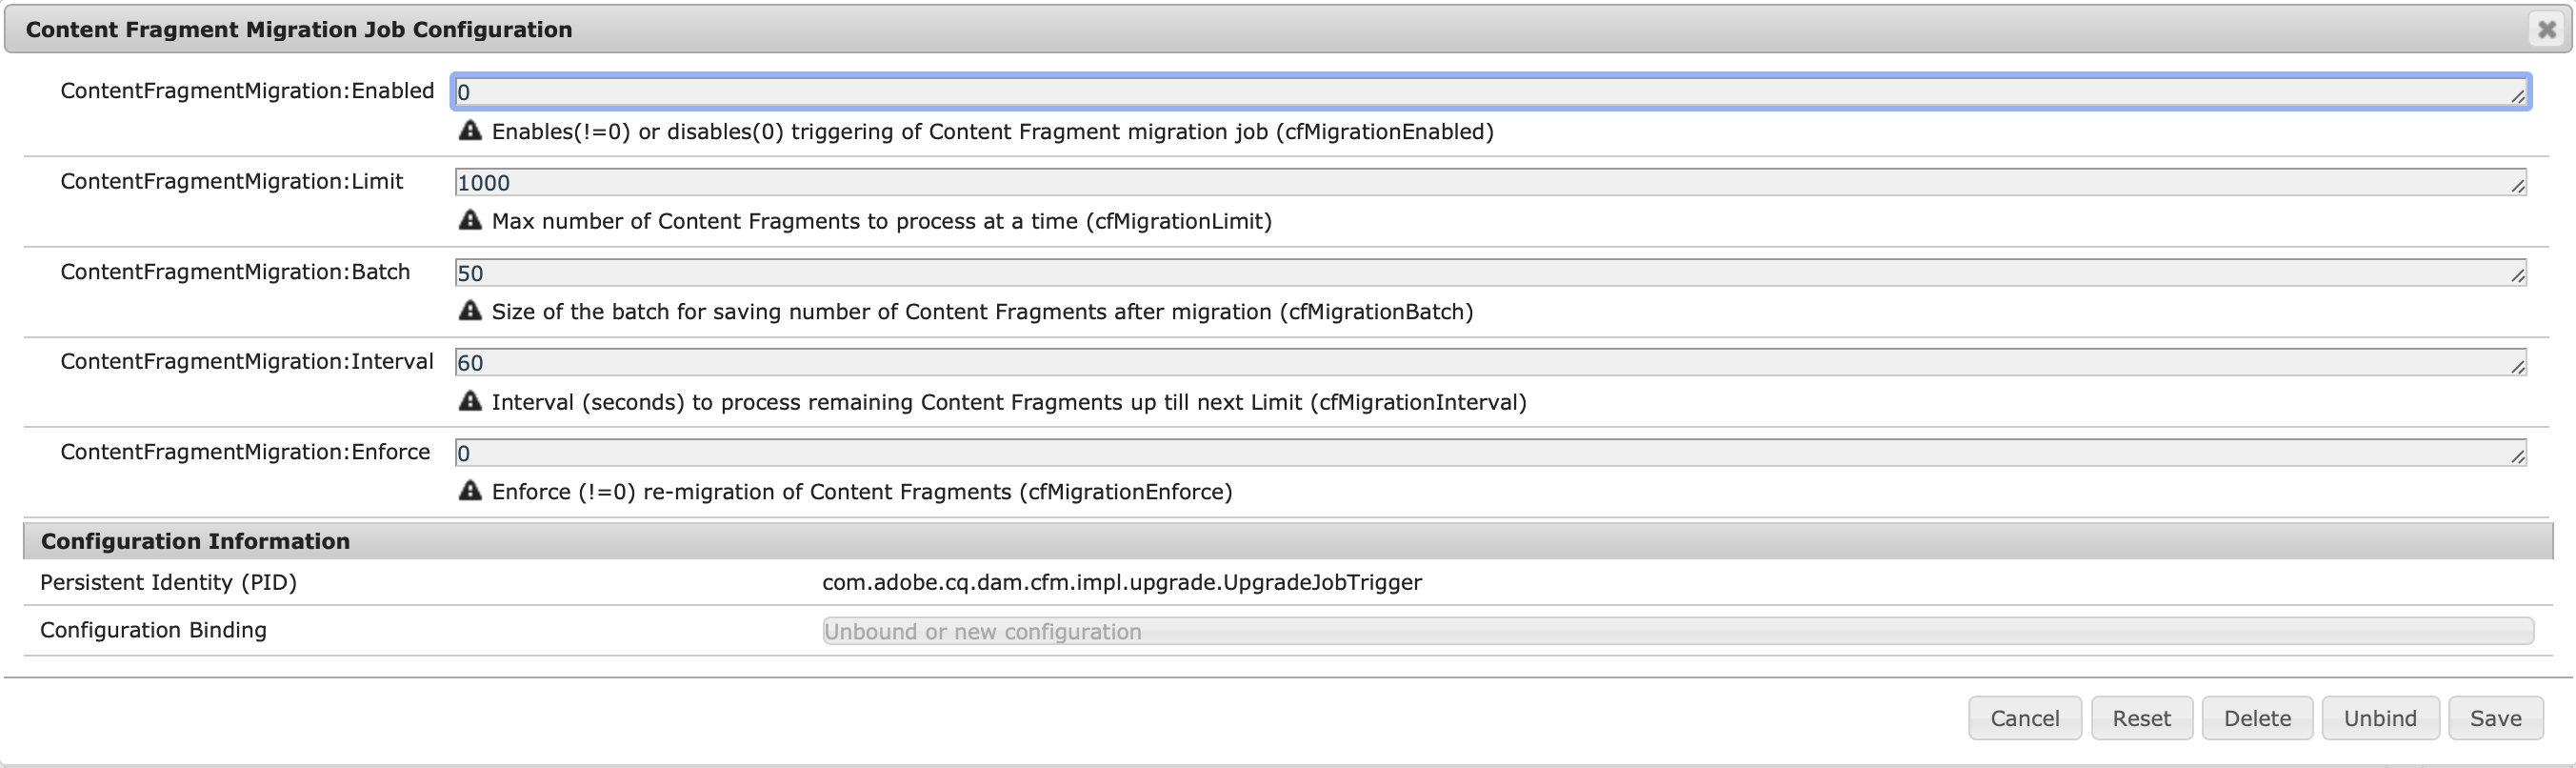 Content Fragment Migration Job Configuration
ContentFragmentMigration:Enabled 0
Enables(!=0) or disables(0) triggering of Content Fragment migration job (cfMigrationEnabled)
ContentFragmentMigration:Limit 1000
Max number of Content Fragments to process at a time (cfMigrationLimit)
ContentFragmentMigration:Batch 50
Size of the batch for saving number of Content Fragments after migration (cfMigrationBatch)
ContentFragmentMigration:Interval 60
Interval (seconds) to process remaining Content Fragments up till next Limit (cfMigrationInterval)
ContentFragmentMigration:Enforce 0
Enforce (!=0) re-migration of Content Fragments (cfMigrationEnforce)
Configuration Information
Persistent Identity (PID) com.adobe.cq.dam.cfm.impl.upgrade.UpgradeJobTrigger
Configuration Binding Unbound or new configuration
Cancel Reset Delete Unbind Save